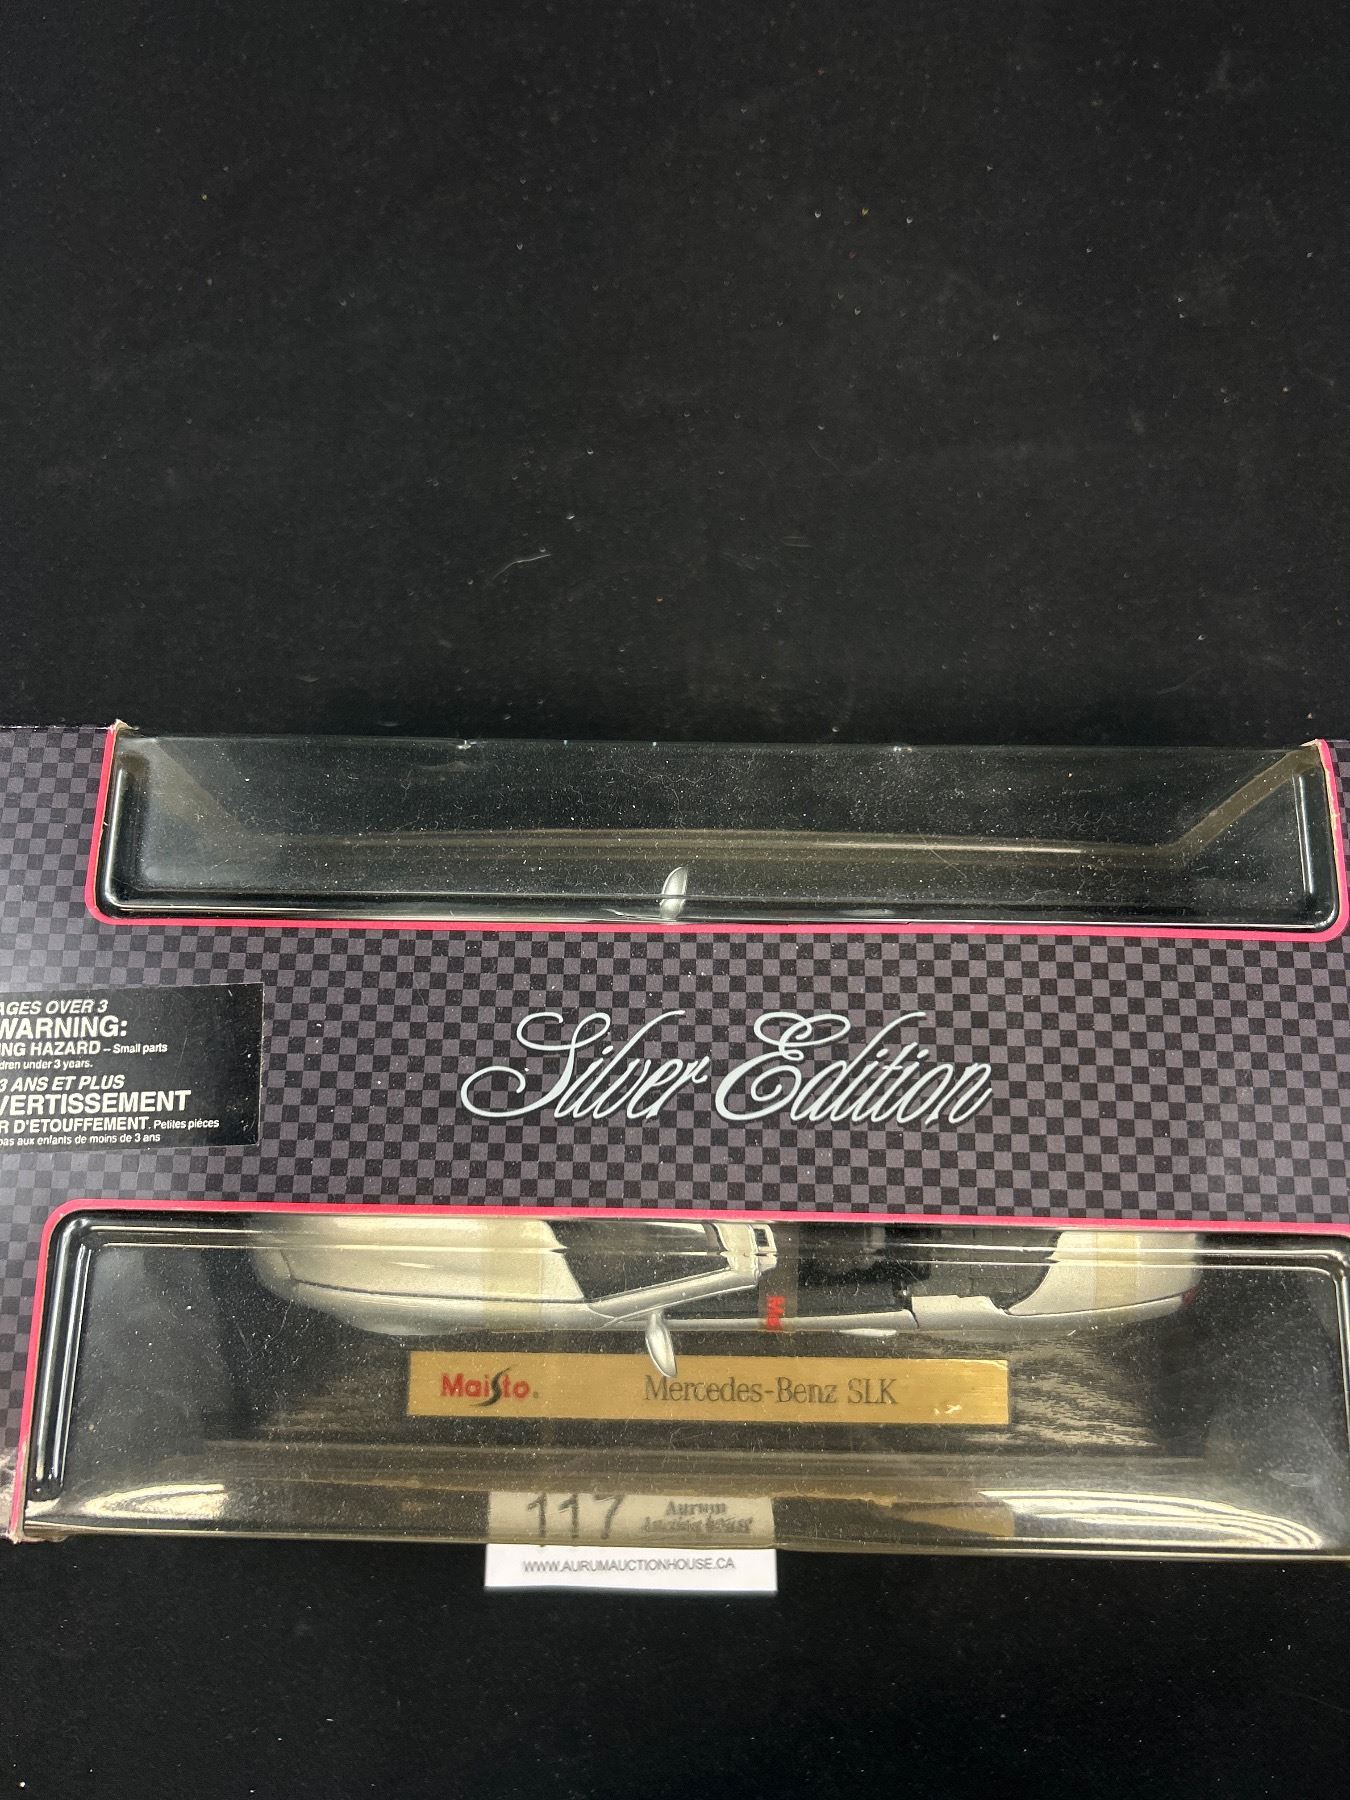 AGES OVER 3
WARNING:
ING HAZARD – Small parts
dren under 3 years.
3 ANS ET PLUS
VERTISSEMENT
R D'ETOUFFEMENT. Petites pièces
pas aux enfants de moins de 3 ans
Silver Edition
Maisto. Mercedes-Benz SLK
117 Aurum
WWW.AURUMAUCTIONHOUSE.CA